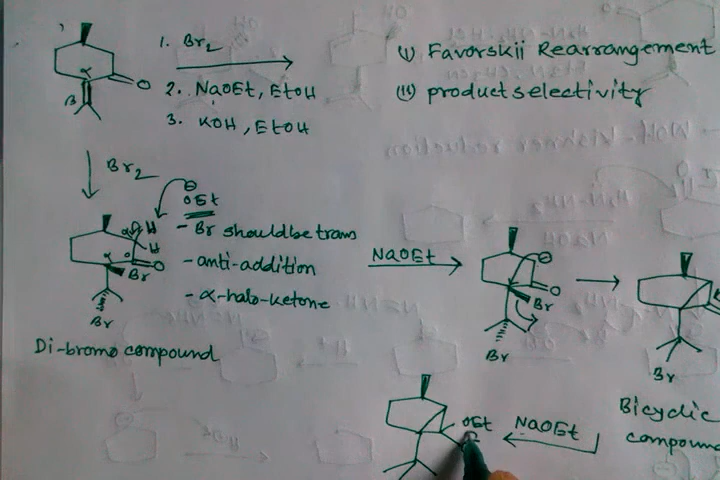 1. Br2
2. NaOEt, EtOH
3. KOH, EtOH
(i) Favorskii Rearrangement
(ii) product selectivity
α
β
O
Br2
⊖
OEt
α
H
H
α
O
Br
Br
- Br should be trans
- anti-addition
- α-halo-ketone
Di-bromo compound
NaOEt
⊖
O
Br
Br
Br
Bicyclic
compound
NaOEt
OEt